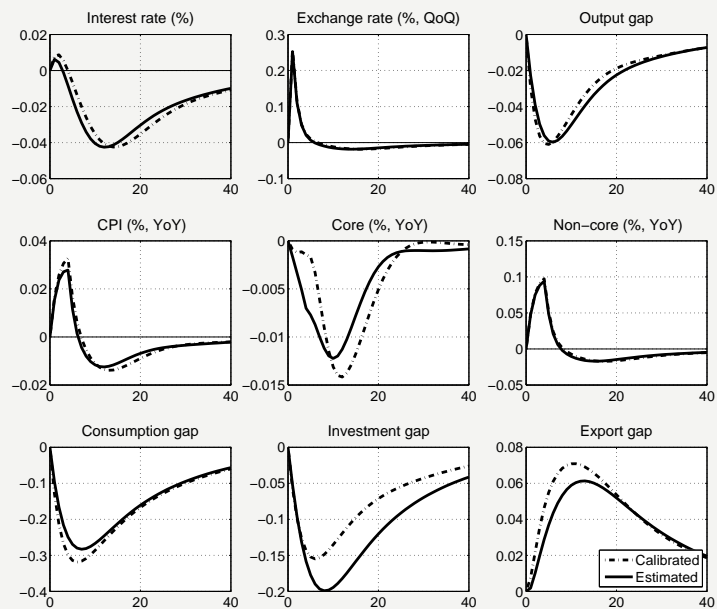 Interest rate (%) Exchange rate (%, QoQ) Output gap
0.02 0.3 0
0 0.2 −0.02
−0.02 0.1 −0.04
−0.04 0 −0.06
−0.06 −0.1 −0.08
0 20 40 0 20 40 0 20 40
CPI (%, YoY) Core (%, YoY) Non−core (%, YoY)
0.04 0 0.15
0.02 −0.005 0.1
0 −0.01 0.05
−0.02 −0.015 0
−0.05
0 20 40 0 20 40 0 20 40
Consumption gap Investment gap Export gap
0 0 0.08
−0.1 −0.05 0.06
−0.2 −0.1 0.04
−0.3 −0.15 0.02
−0.4 −0.2 0
0 20 40 0 20 40 0 20 40
Calibrated
Estimated